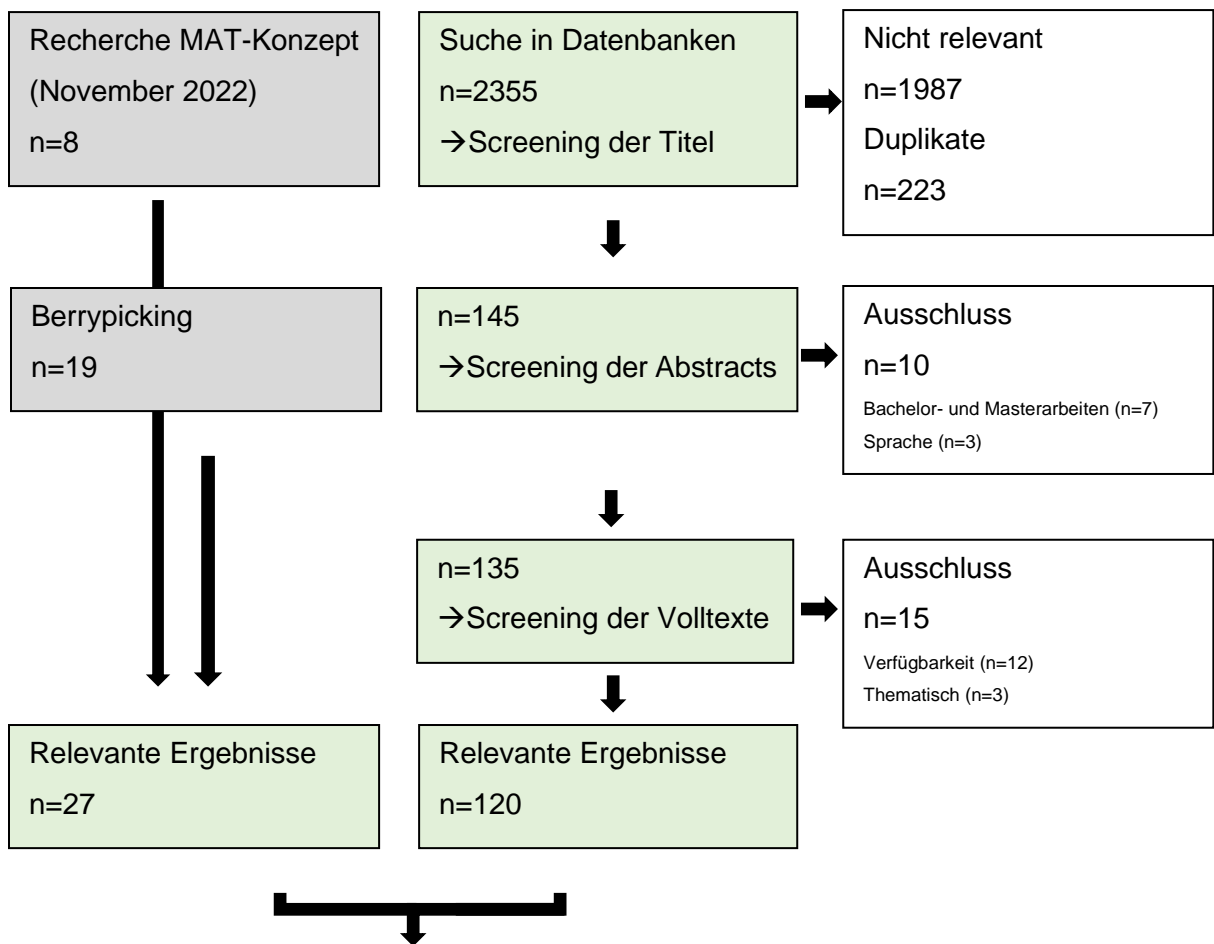 Recherche MAT-Konzept
(November 2022)
n=8
Suche in Datenbanken
n=2355
→Screening der Titel
Nicht relevant
n=1987
Duplikate
n=223
Berrypicking
n=19
n=145
→Screening der Abstracts
Ausschluss
n=10
Bachelor- und Masterarbeiten (n=7)
Sprache (n=3)
n=135
→Screening der Volltexte
Ausschluss
n=15
Verfügbarkeit (n=12)
Thematisch (n=3)
Relevante Ergebnisse
n=27
Relevante Ergebnisse
n=120